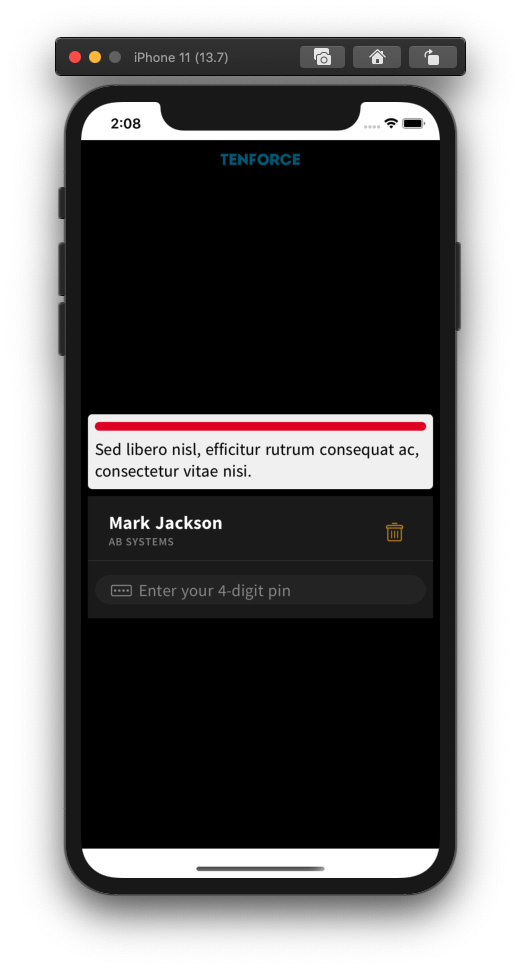 iPhone 11 (13.7)
2:08
TENFORCE
Sed libero nisl, efficitur rutrum consequat ac,
consectetur vitae nisi.
Mark Jackson
AB SYSTEMS
Enter your 4-digit pin